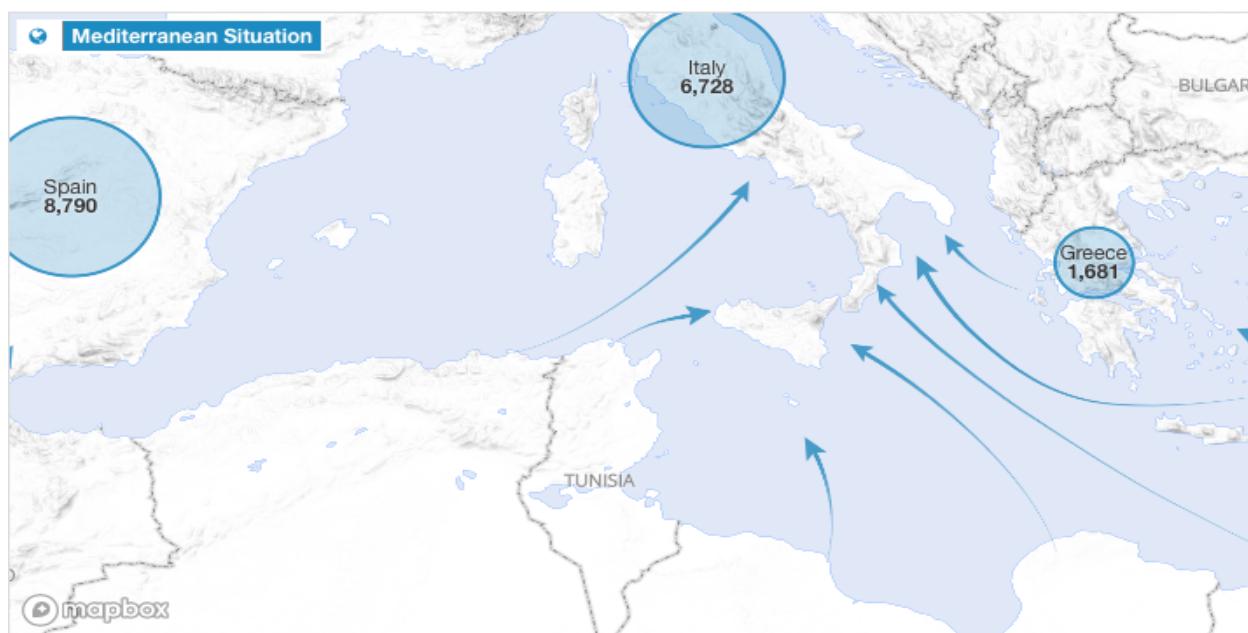 Mediterranean Situation
Italy
6,728
BULGAR
Spain
8,790
Greece
1,681
TUNISIA
mapbox